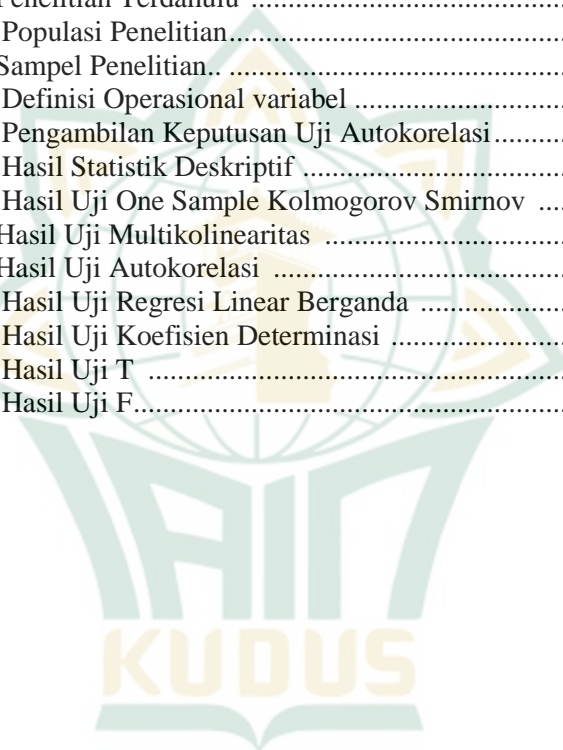 Penelitian Terdahulu ..............................................
Populasi Penelitian..............................................
Sampel Penelitian.. ..............................................
Definisi Operasional variabel ..............................
Pengambilan Keputusan Uji Autokorelasi.........
Hasil Statistik Deskriptif ......................................
Hasil Uji One Sample Kolmogorov Smirnov ....
Hasil Uji Multikolinearitas ...................................
Hasil Uji Autokorelasi ..........................................
Hasil Uji Regresi Linear Berganda .....................
Hasil Uji Koefisien Determinasi .........................
Hasil Uji T ............................................................
Hasil Uji F..............................................................
IAIN
KUDUS